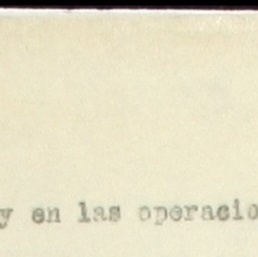 y en las operacio